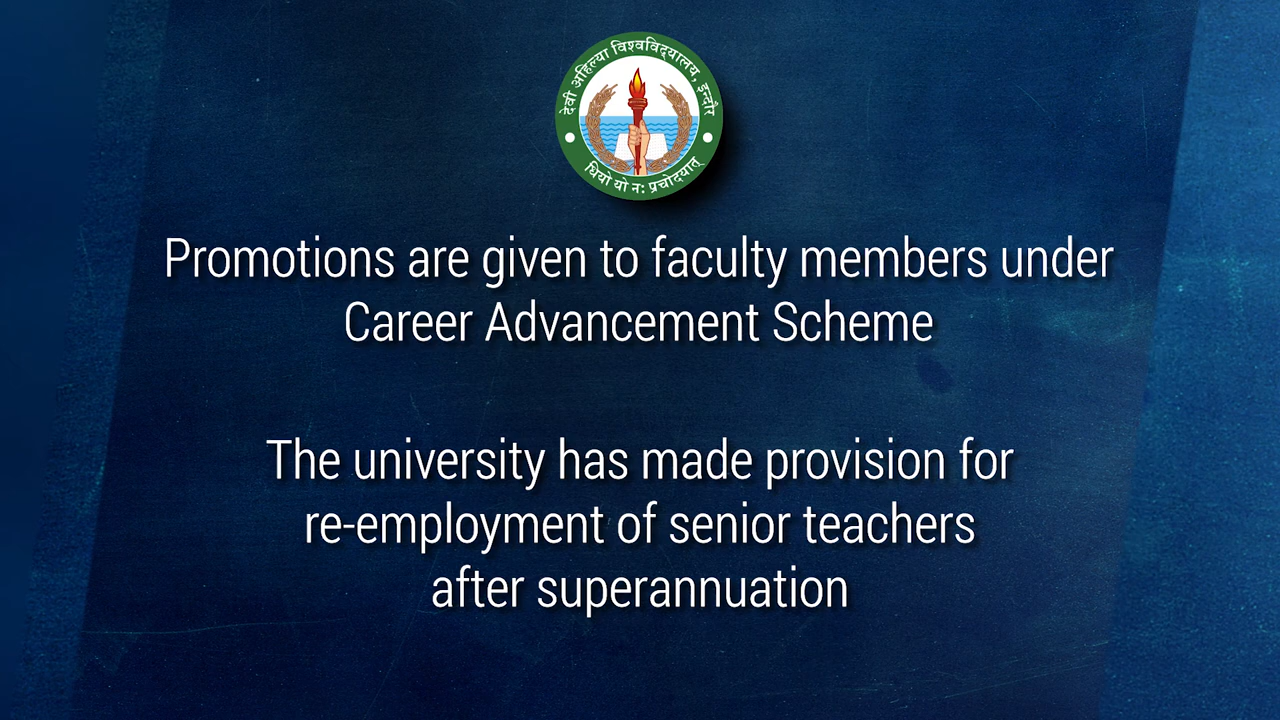 देवी अहिल्या विश्वविद्यालय, इन्दौर
धियो यो नः प्रचोदयात्
Promotions are given to faculty members under
Career Advancement Scheme
The university has made provision for
re-employment of senior teachers
after superannuation